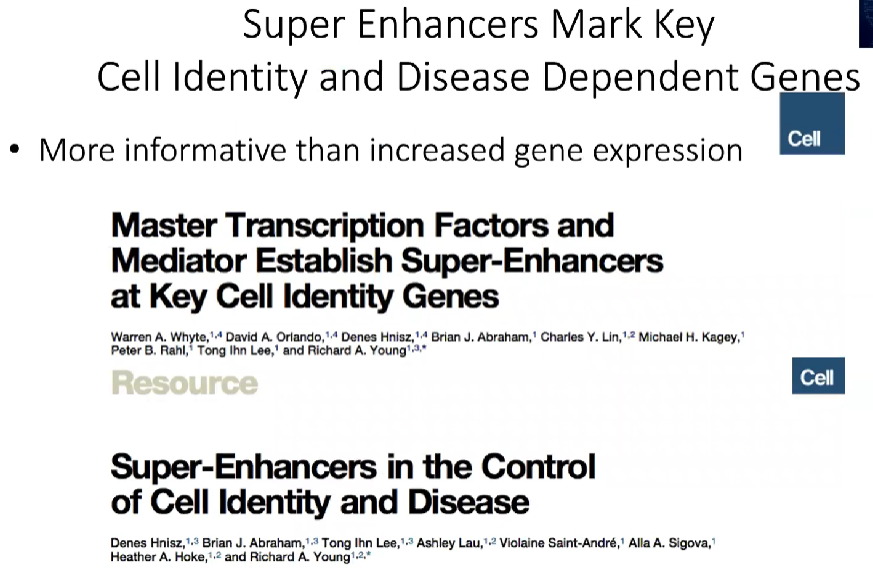 Super Enhancers Mark Key
Cell Identity and Disease Dependent Genes
Cell
• More informative than increased gene expression
Master Transcription Factors and
Mediator Establish Super-Enhancers
at Key Cell Identity Genes
Warren A. Whyte,1,4 David A. Orlando,1,4 Denes Hnisz,1,4 Brian J. Abraham,1 Charles Y. Lin,1,2 Michael H. Kagey,1
Peter B. Rahl,1 Tong Ihn Lee,1 and Richard A. Young1,3,*
Resource
Cell
Super-Enhancers in the Control
of Cell Identity and Disease
Denes Hnisz,1,3 Brian J. Abraham,1,3 Tong Ihn Lee,1,3 Ashley Lau,1,2 Violaine Saint-André,1 Alla A. Sigova,1
Heather A. Hoke,1,2 and Richard A. Young1,2,*